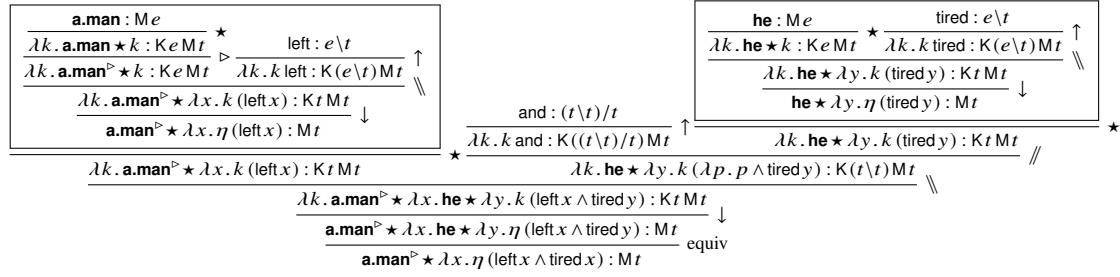 a.man : M e
⋆
λk. a.man ⋆ k : K e M t
▷
left : e\t
↑
λk. a.man▷ ⋆ k : K e M t
λk. k left : K (e\t) M t
⑊
λk. a.man▷ ⋆ λx. k (left x) : K t M t
↓
a.man▷ ⋆ λx. η (left x) : M t
he : M e
⋆
tired : e\t
↑
λk. he ⋆ k : K e M t
λk. k tired : K (e\t) M t
⑊
λk. he ⋆ λy. k (tired y) : K t M t
↓
he ⋆ λy. η (tired y) : M t
⋆
and : (t\t)/t
↑
⋆
λk. k and : K ((t\t)/t) M t
λk. he ⋆ λy. k (tired y) : K t M t
⫽
λk. a.man▷ ⋆ λx. k (left x) : K t M t
λk. he ⋆ λy. k (λp. p ∧ tired y) : K (t\t) M t
⑊
λk. a.man▷ ⋆ λx. he ⋆ λy. k (left x ∧ tired y) : K t M t
↓
a.man▷ ⋆ λx. he ⋆ λy. η (left x ∧ tired y) : M t
equiv
a.man▷ ⋆ λx. η (left x ∧ tired x) : M t